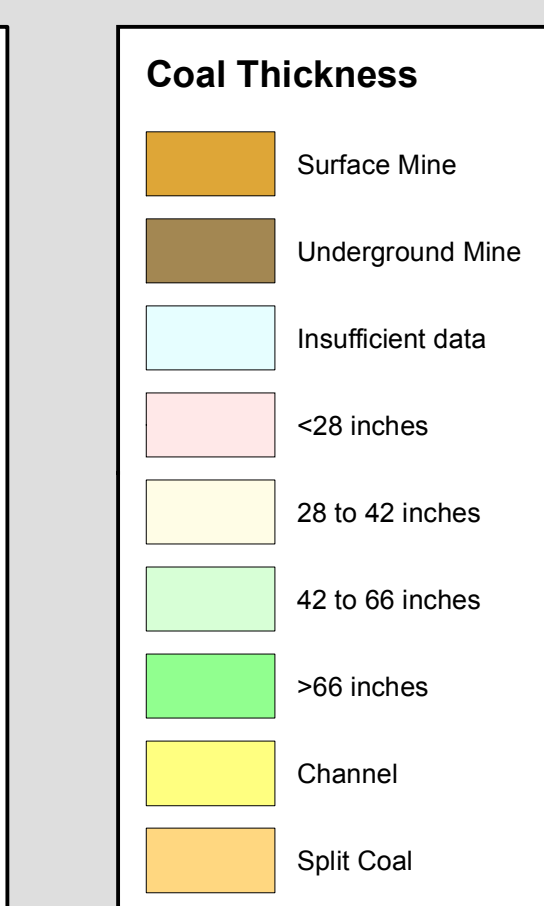 Coal Thickness
Surface Mine
Underground Mine
Insufficient data
<28 inches
28 to 42 inches
42 to 66 inches
>66 inches
Channel
Split Coal